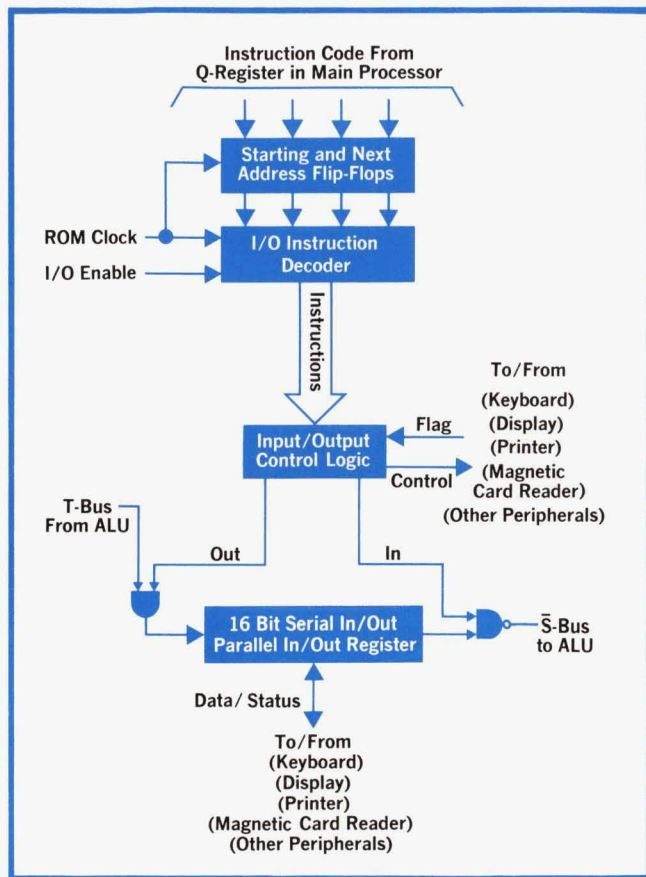 Instruction Code From
Q-Register in Main Processor
Starting and Next
Address Flip-Flops
ROM Clock
I/O Instruction
Decoder
I/O Enable
Instructions
To/From
(Keyboard)
(Display)
(Printer)
(Magnetic
Card Reader)
(Other Peripherals)
Flag
Input/Output
Control Logic
Control
T-Bus
From ALU
Out
In
16 Bit Serial In/Out
Parallel In/Out Register
S̅-Bus
to ALU
Data/Status
To/From
(Keyboard)
(Display)
(Printer)
(Magnetic Card Reader)
(Other Peripherals)